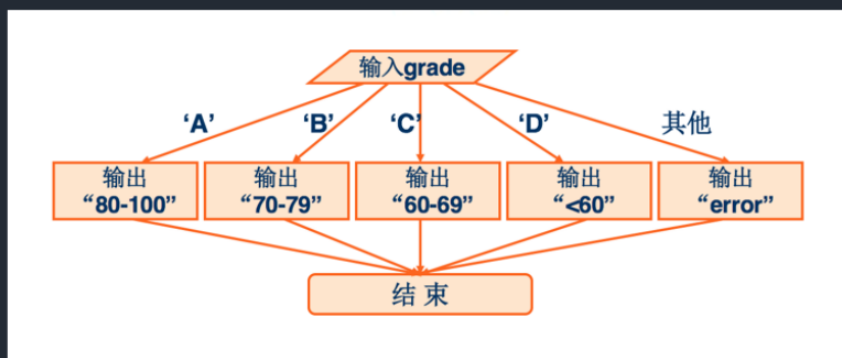 输入grade
‘A’
‘B’
‘C’
‘D’
其他
输出
“80-100”
输出
“70-79”
输出
“60-69”
输出
“<60”
输出
“error”
结 束